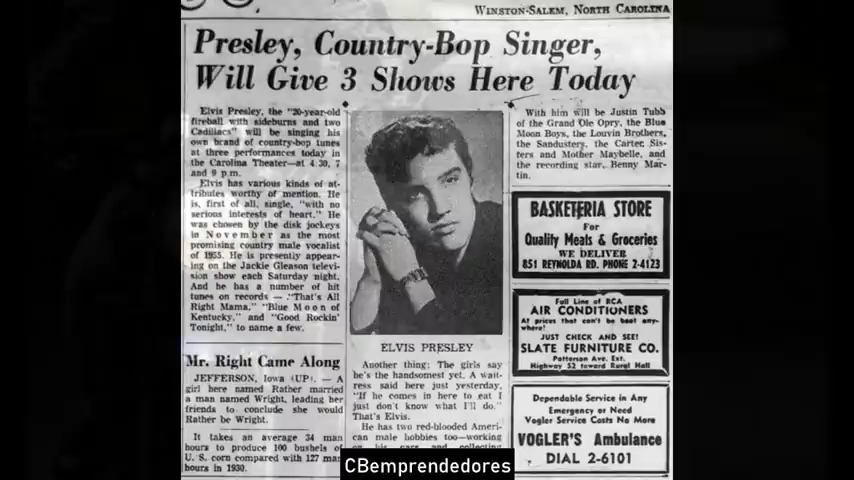 WINSTON-SALEM, NORTH CAROLINA
Presley, Country-Bop Singer,
Will Give 3 Shows Here Today
Elvis Presley, the "20-year-old
fireball with sideburns and two
Cadillacs" will be singing his
own brand of country-bop tunes
at three performances today in
the Carolina Theater—at 4:30, 7
and 9 p.m.
Elvis has various kinds of at-
tributes worthy of mention. He
is, first of all, single, "with no
serious interests of heart." He
was chosen by the disk jockeys
in November as the most
promising country male vocalist
of 1955. He is presently appear-
ing on the Jackie Gleason televi-
sion show each Saturday night.
And he has a number of hit
tunes on records — "That's All
Right Mama," "Blue Moon of
Kentucky," and "Good Rockin'
Tonight," to name a few.
Mr. Right Came Along
JEFFERSON, Iowa (UP). — A
girl here named Rather married
a man named Wright, leading her
friends to conclude she would
Rather be Wright.
It takes an average 34 man
hours to produce 100 bushels of
U. S. corn compared with 127 man
hours in 1930.
ELVIS PRESLEY
Another thing: The girls say
he's the handsomest yet. A wait-
ress said here just yesterday,
"If he comes in here to eat I
just don't know what I'll do."
That's Elvis.
He has two red-blooded Ameri-
can male hobbies too—working
on his cars and collecting
With him will be Justin Tubb
of the Grand Ole Opry, the Blue
Moon Boys, the Louvin Brothers,
the Sandusters, the Carter Sis-
ters and Mother Maybelle, and
the recording star, Benny Mar-
tin.
BASKETERIA STORE
For
Quality Meats & Groceries
WE DELIVER
851 REYNOLDA RD. PHONE 2-4123
Full Line of RCA
AIR CONDITIONERS
At prices that can't be beat any-
where!
JUST CHECK AND SEE!
SLATE FURNITURE CO.
Patterson Ave. Ext.
Highway 52 toward Rural Hall
Dependable Service in Any
Emergency or Need
Vogler Service Costs No More
VOGLER'S Ambulance
DIAL 2-6101
CBemprendedores